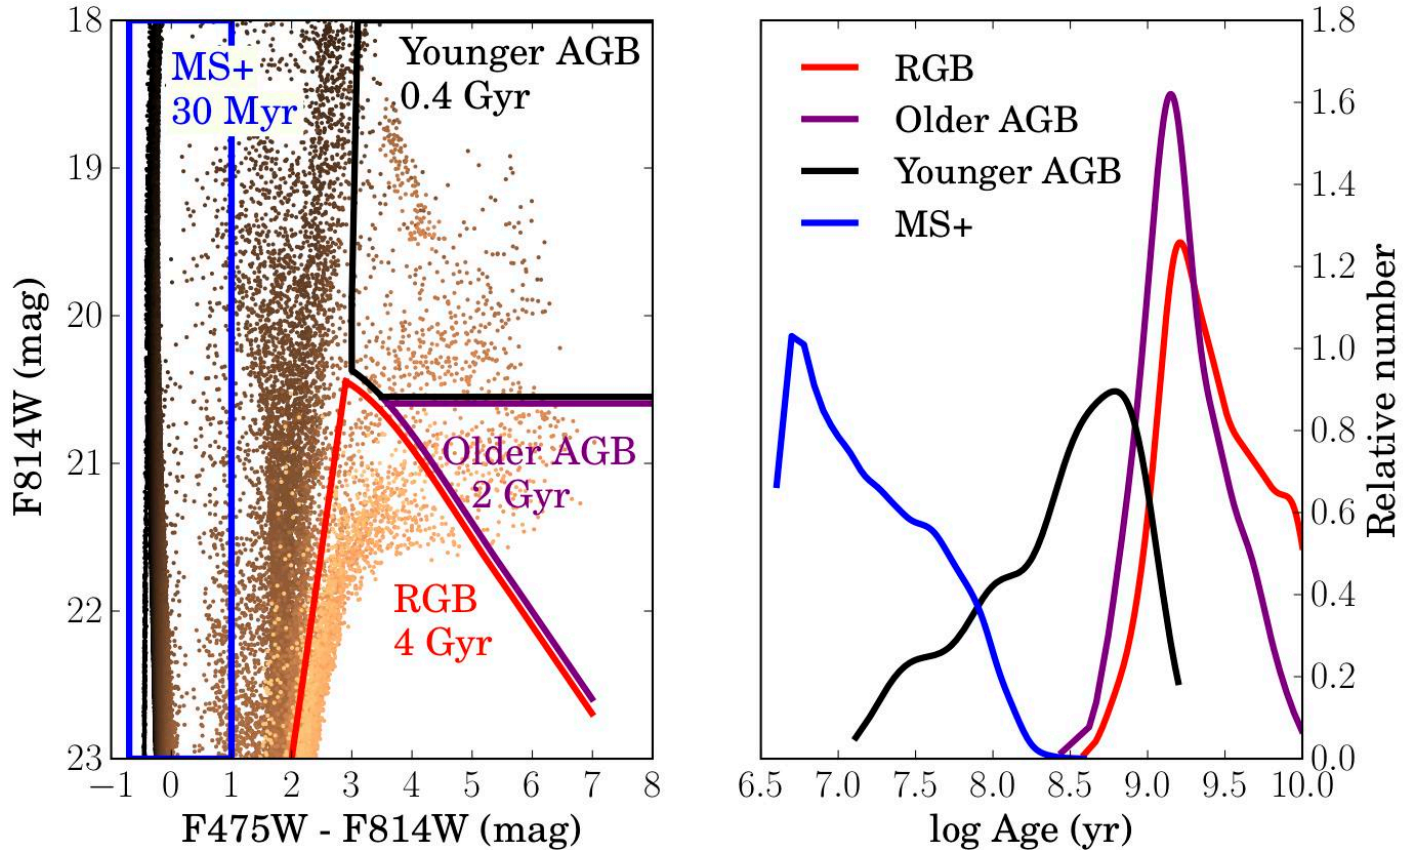 18
19
20
21
22
23
F814W (mag)
MS+
30 Myr
Younger AGB
0.4 Gyr
Older AGB
2 Gyr
RGB
4 Gyr
−1 0 1 2 3 4 5 6 7 8
F475W - F814W (mag)
RGB
Older AGB
Younger AGB
MS+
1.8
1.6
1.4
1.2
1.0
0.8
0.6
0.4
0.2
0.0
Relative number
6.5 7.0 7.5 8.0 8.5 9.0 9.5 10.0
log Age (yr)